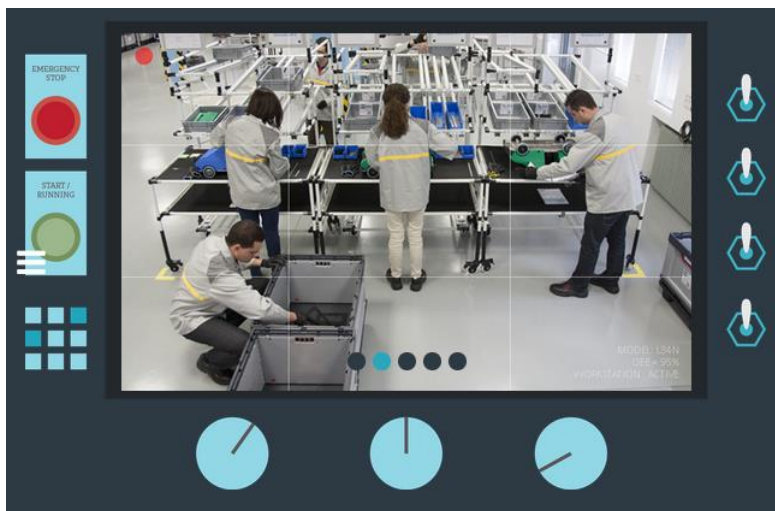 EMERGENCY
STOP
START /
RUNNING
MODEL: L34N
OEE= 95%
WORKSTATION : ACTIVE